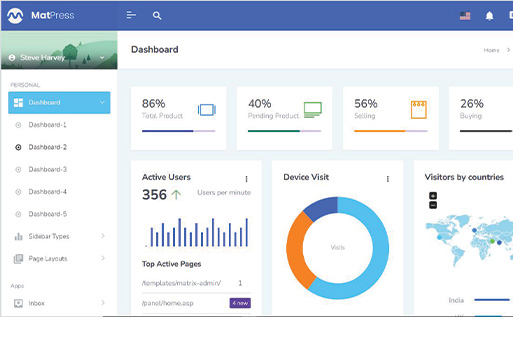 MatPress
Steve Harvey
PERSONAL
Dashboard
Dashboard-1
Dashboard-2
Dashboard-3
Dashboard-4
Dashboard-5
Sidebar Types
Page Layouts
Apps
Inbox
Dashboard
Home
86%
Total Product
40%
Pending Product
56%
Selling
26%
Buying
Active Users
356
Users per minute
Top Active Pages
/templates/matrix-admin/ 1
/panel/home.asp 4 new
Device Visit
Visits
Visitors by countries
India
UK